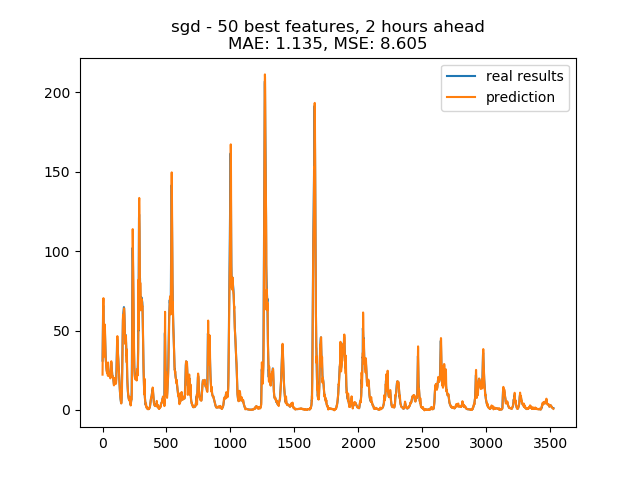 sgd - 50 best features, 2 hours ahead
MAE: 1.135, MSE: 8.605
real results
prediction
200
150
100
50
0
0 500 1000 1500 2000 2500 3000 3500